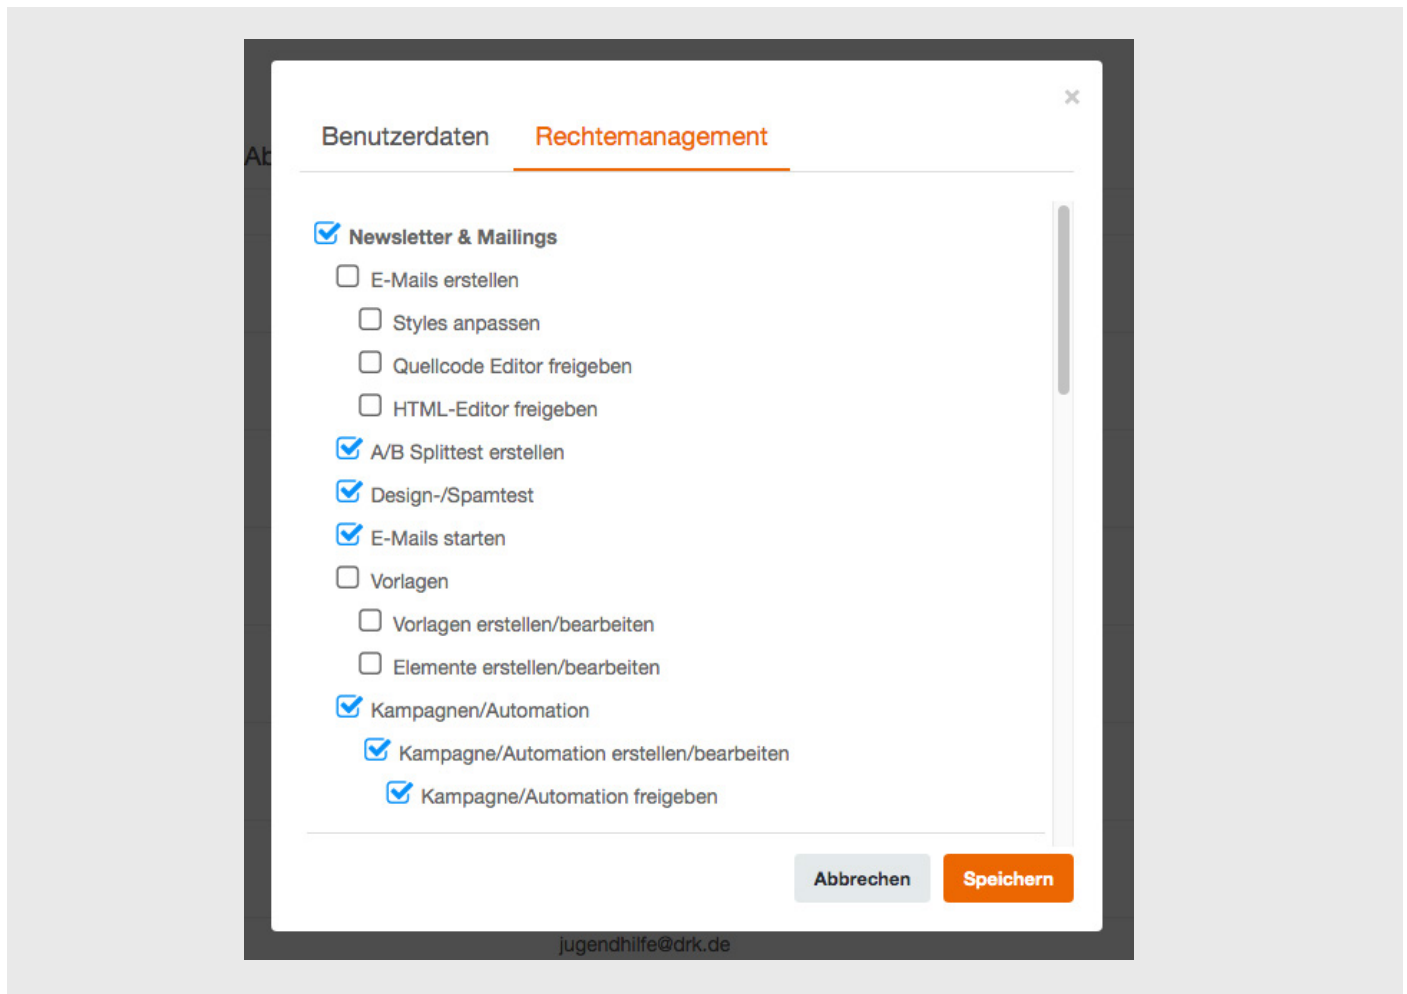 ×
Benutzerdaten Rechtemanagement
Ab
Newsletter & Mailings
E-Mails erstellen
Styles anpassen
Quellcode Editor freigeben
HTML-Editor freigeben
A/B Splittest erstellen
Design-/Spamtest
E-Mails starten
Vorlagen
Vorlagen erstellen/bearbeiten
Elemente erstellen/bearbeiten
Kampagnen/Automation
Kampagne/Automation erstellen/bearbeiten
Kampagne/Automation freigeben
Abbrechen Speichern
jugendhilfe@drk.de